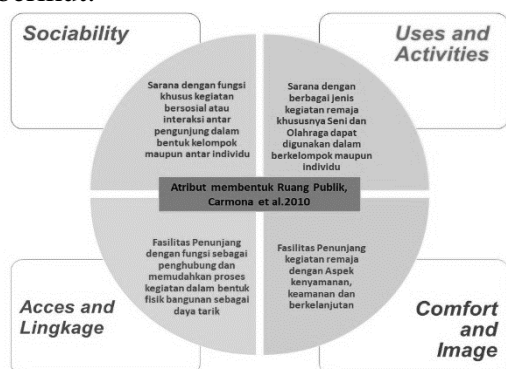 berikut.
Sociability
Uses and
Activities
Sarana dengan fungsi
khusus kegiatan
bersosial atau
interaksi antar
pengunjung dalam
bentuk kelompok
maupun antar individu
Sarana dengan
berbagai jenis
kegiatan remaja
khususnya Seni dan
Olahraga dapat
digunakan dalam
berkelompok maupun
individu
Atribut membentuk Ruang Publik,
Carmona et al.2010
Fasilitas Penunjang
dengan fungsi sebagai
penghubung dan
memudahkan proses
kegiatan dalam bentuk
fisik bangunan sebagai
daya tarik
Fasilitas Penunjang
kegiatan remaja
dengan Aspek
kenyamanan,
keamanan dan
berkelanjutan
Acces and
Lingkage
Comfort
and
Image